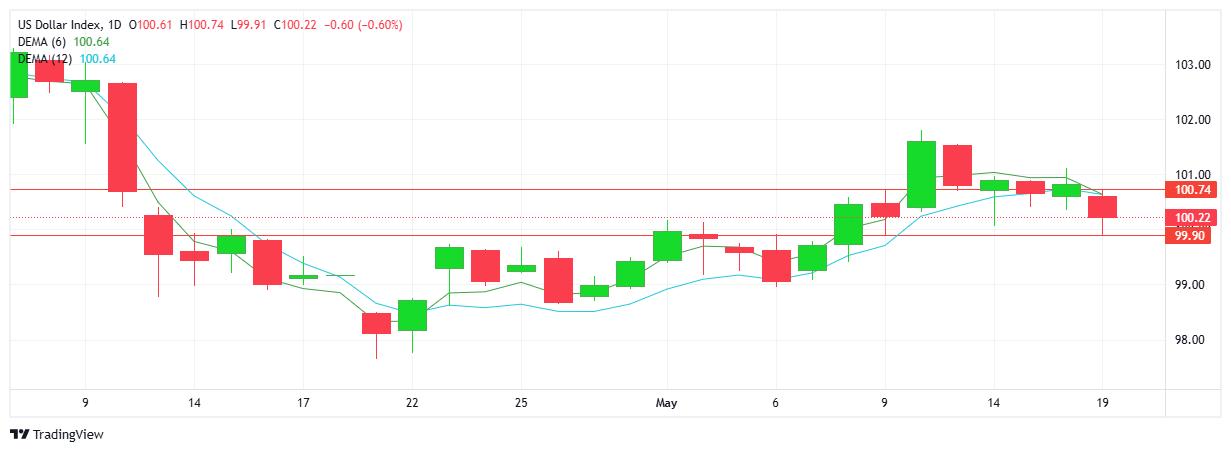 US Dollar Index, 1D O100.61 H100.74 L99.91 C100.22 −0.60 (−0.60%)
DEMA (6) 100.64
DEMA (12) 100.64
103.00
102.00
101.00
100.74
100.22
99.90
99.00
98.00
9 14 17 22 25 May 6 9 14 19
TradingView